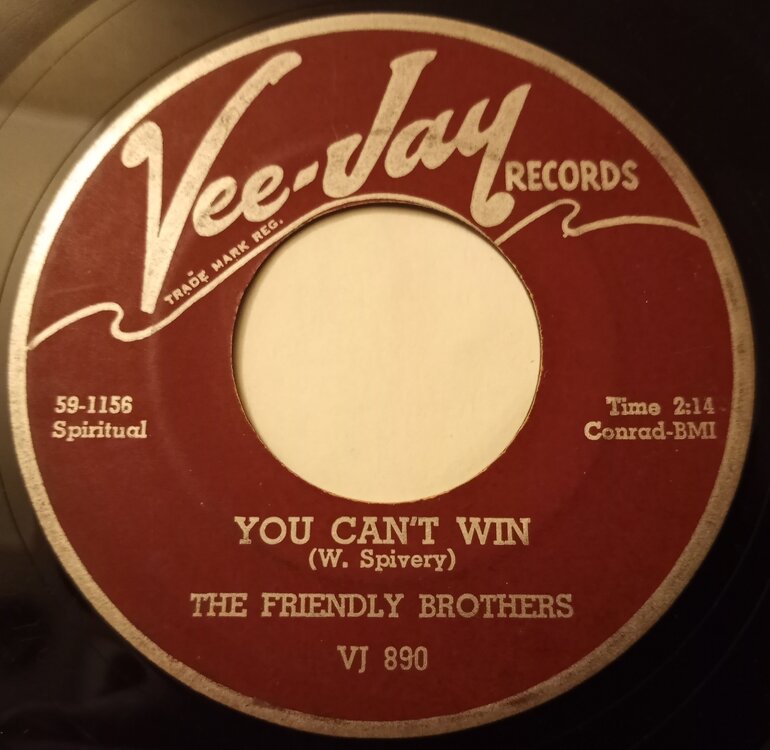 Vee-Jay
RECORDS
TRADE MARK REG.
59-1156
Spiritual
Time 2:14
Conrad-BMI
YOU CAN'T WIN
(W. Spivery)
THE FRIENDLY BROTHERS
VJ 890